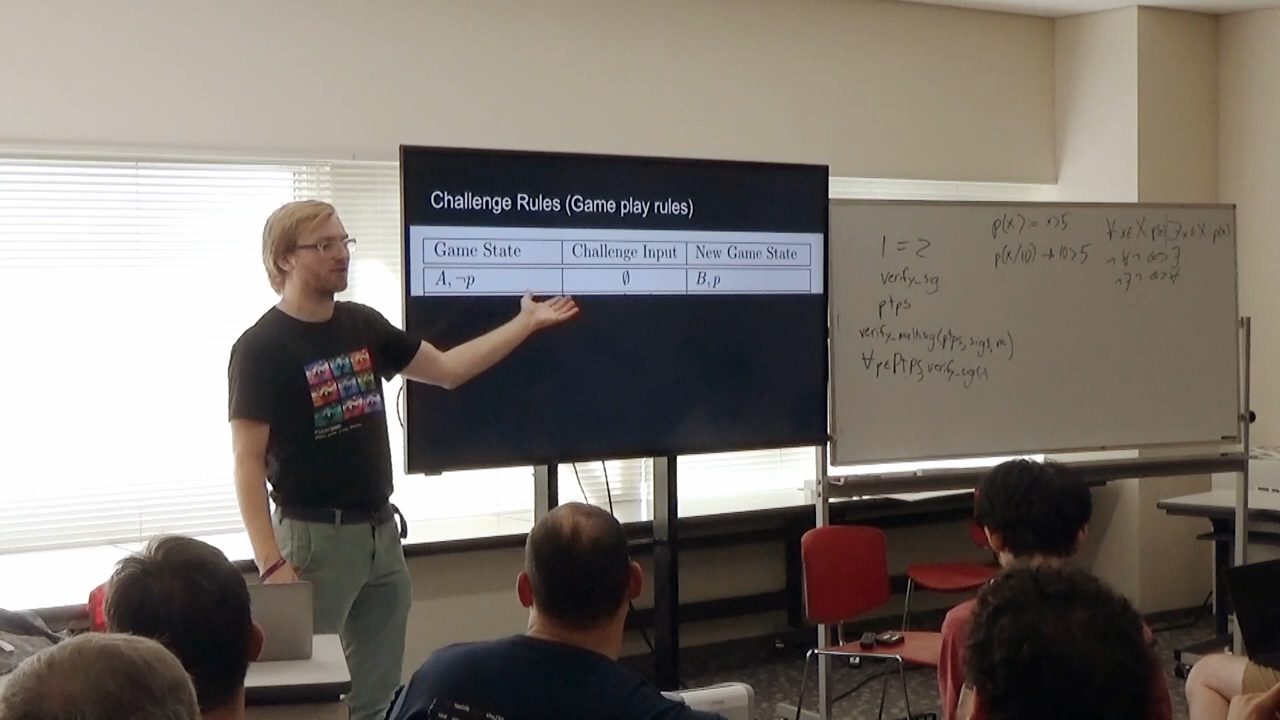 Challenge Rules (Game play rules)
Game State Challenge Input New Game State
A, ¬p ∅ B, p
1 = 2
verify_sig
ptps
verify_multisig(ptps, sigs, m)
∀p∈ptps, verify_sig(
p(x) := x>5
p(x/10) → 10>5
∀x∈X p(x) ∃x∈X p(x)
¬∀¬ ⇔ ∃
¬∃¬ ⇔ ∀